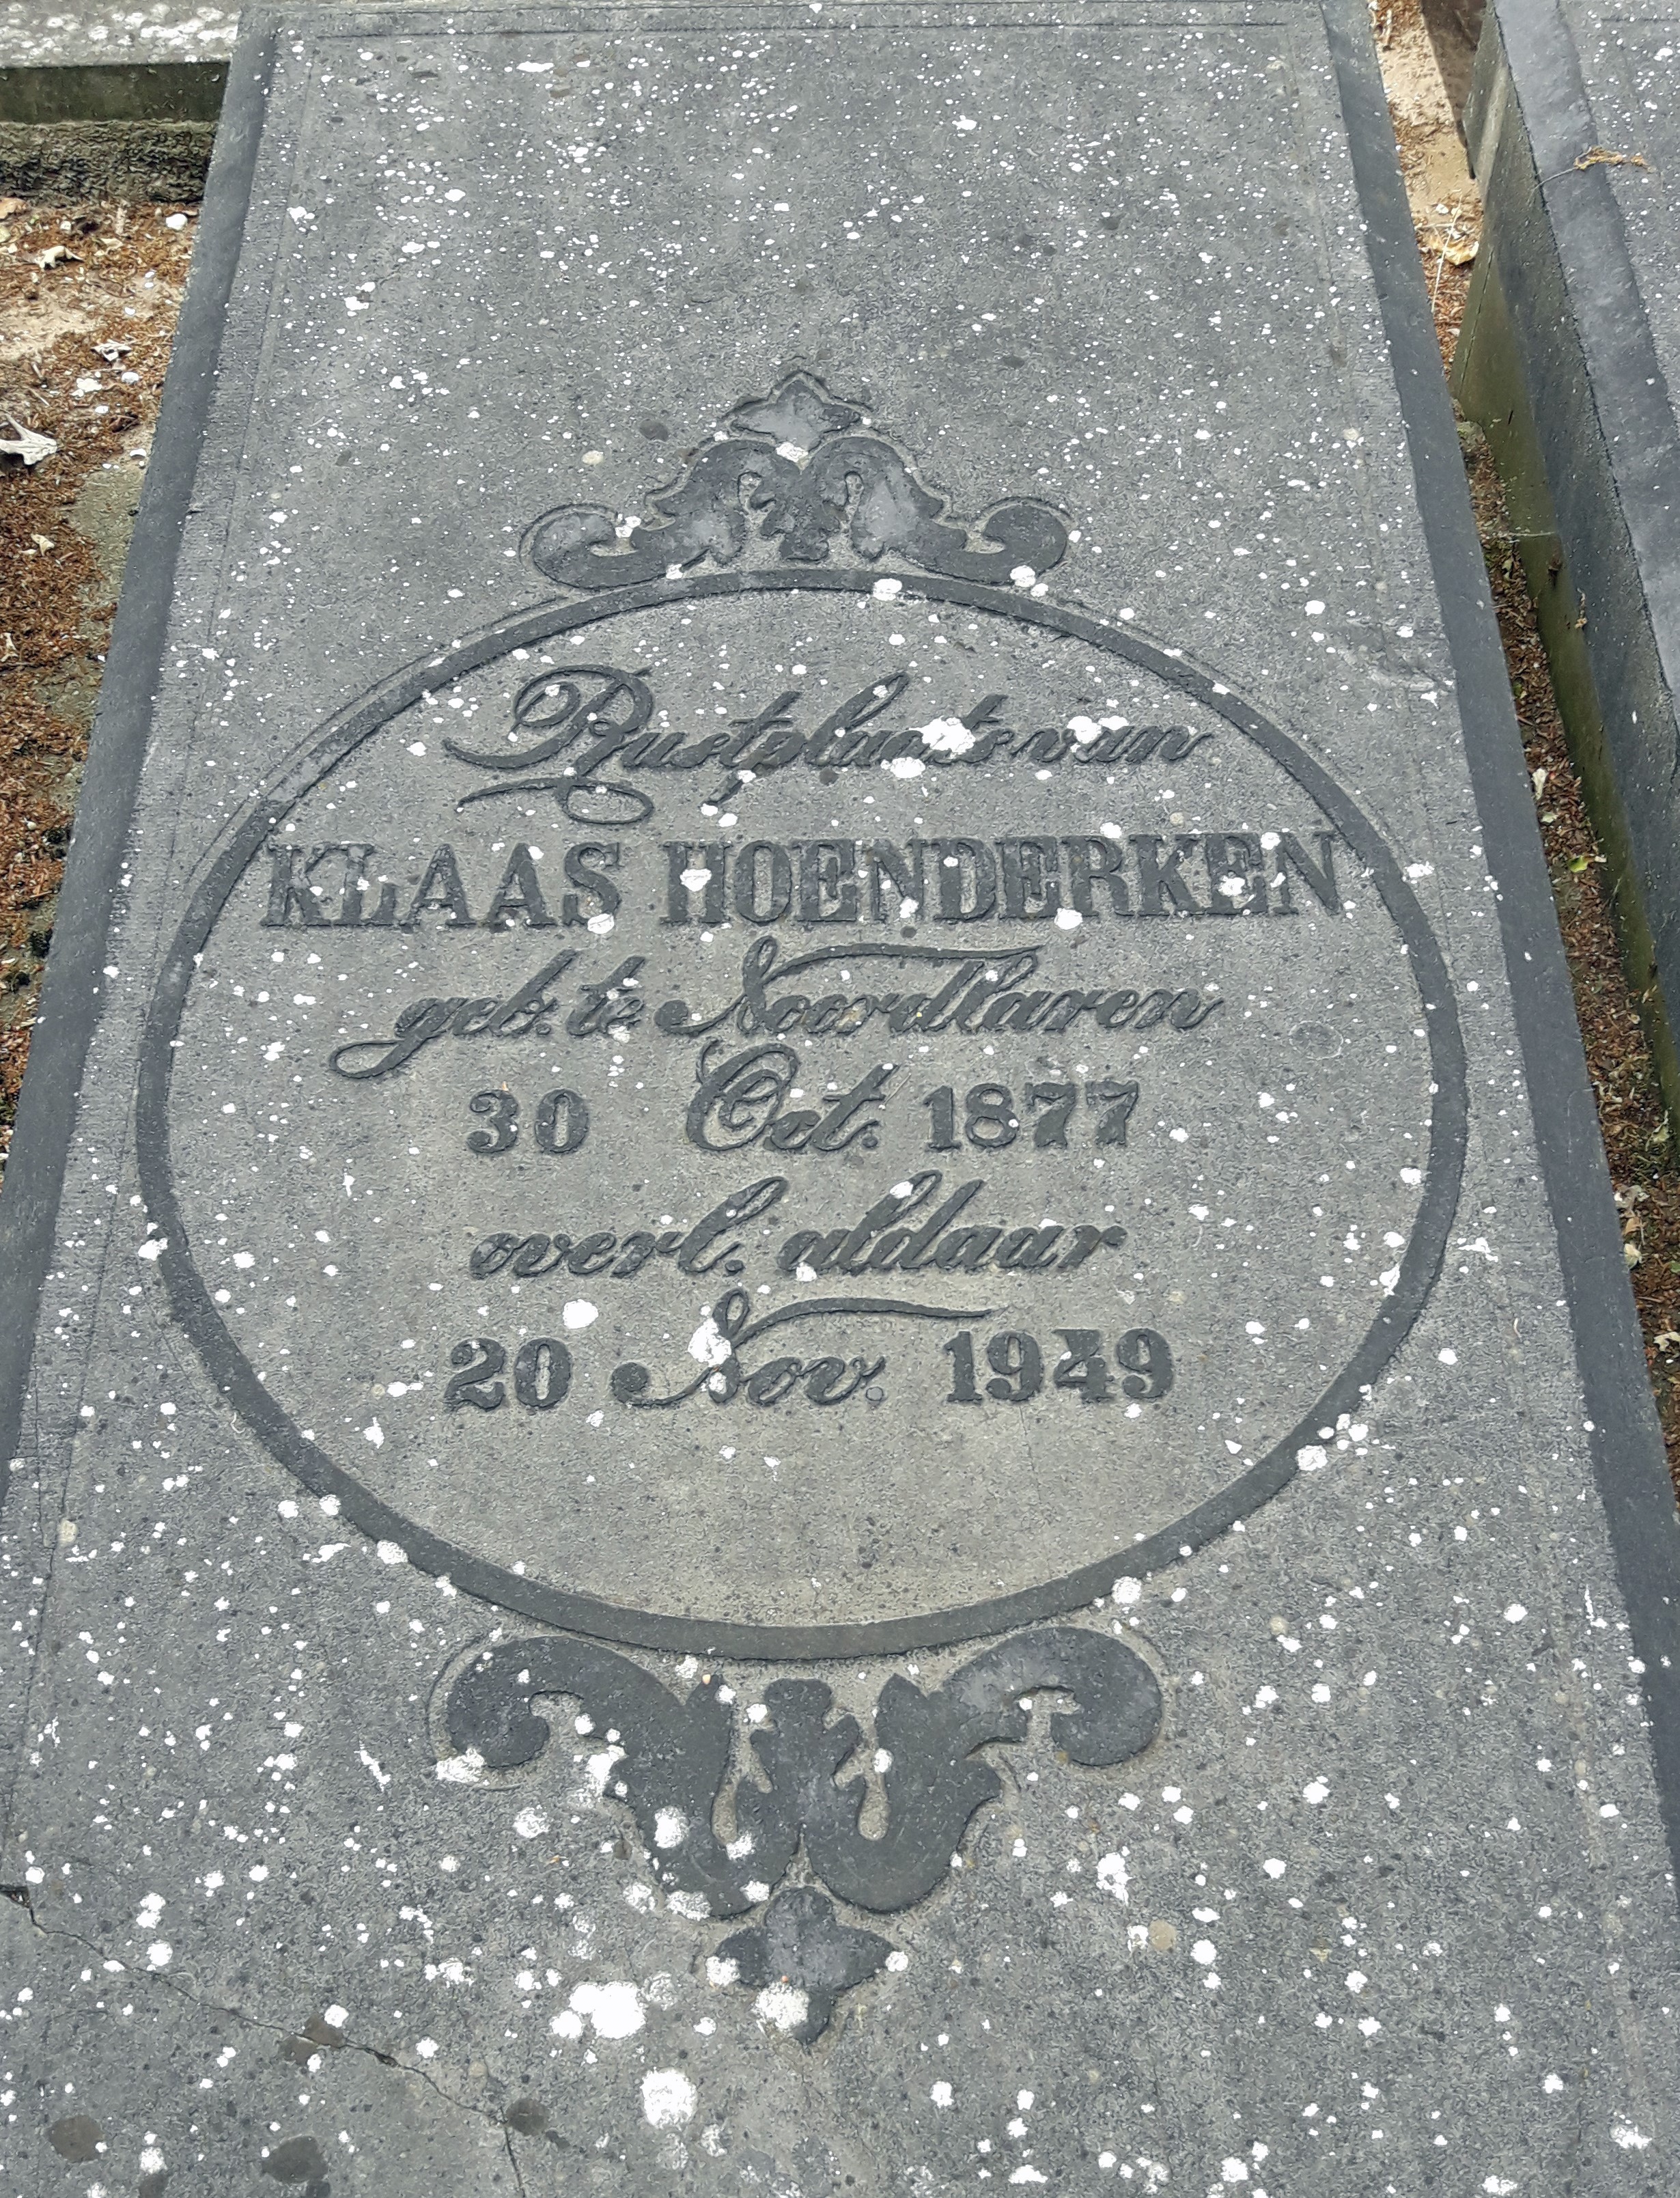 Rustplaats van
KLAAS HOENDERKEN
geb. te Noordlaren
30 Oct. 1877
overl. aldaar
20 Nov. 1949